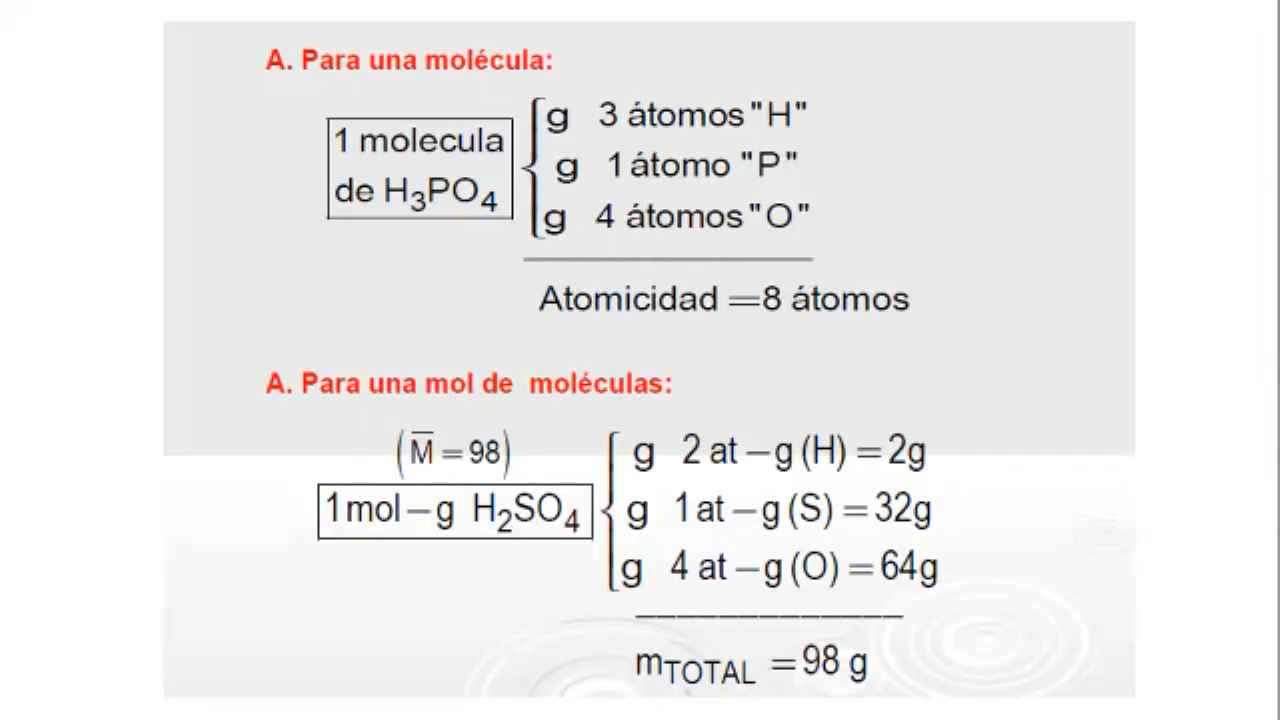 A. Para una molécula:
1 molecula
de H₃PO₄
g 3 átomos "H"
g 1 átomo "P"
g 4 átomos "O"
Atomicidad = 8 átomos
A. Para una mol de moléculas:
(M̅ = 98)
1 mol – g H₂SO₄
g 2 at – g (H) = 2g
g 1 at – g (S) = 32g
g 4 at – g (O) = 64g
mTOTAL = 98 g